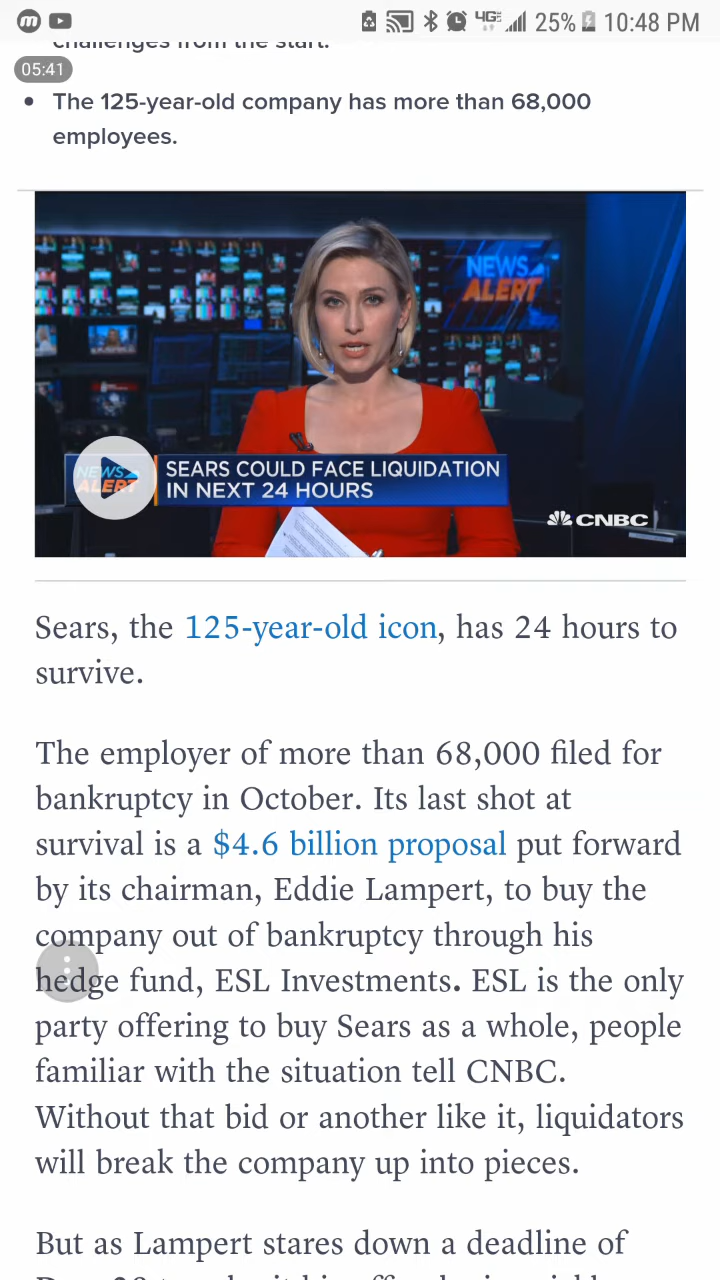 25% 10:48 PM
challenges from the start.
05:41
The 125-year-old company has more than 68,000
employees.
NEWS
ALERT
NEWS
ALERT
SEARS COULD FACE LIQUIDATION
IN NEXT 24 HOURS
CNBC
Sears, the 125-year-old icon, has 24 hours to
survive.
The employer of more than 68,000 filed for
bankruptcy in October. Its last shot at
survival is a $4.6 billion proposal put forward
by its chairman, Eddie Lampert, to buy the
company out of bankruptcy through his
hedge fund, ESL Investments. ESL is the only
party offering to buy Sears as a whole, people
familiar with the situation tell CNBC.
Without that bid or another like it, liquidators
will break the company up into pieces.
But as Lampert stares down a deadline of